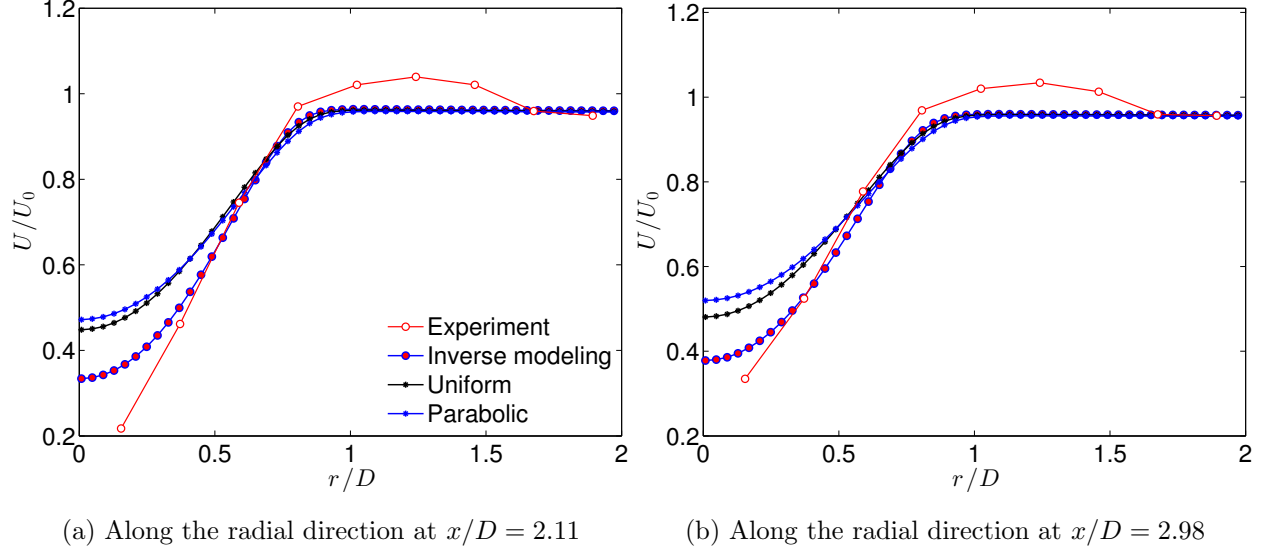 1.2
1
0.8
0.6
0.4
0.2
U/U₀
0
0.5
1
1.5
2
r/D
Experiment
Inverse modeling
Uniform
Parabolic
(a) Along the radial direction at x/D = 2.11
1.2
1
0.8
0.6
0.4
0.2
U/U₀
0
0.5
1
1.5
2
r/D
(b) Along the radial direction at x/D = 2.98